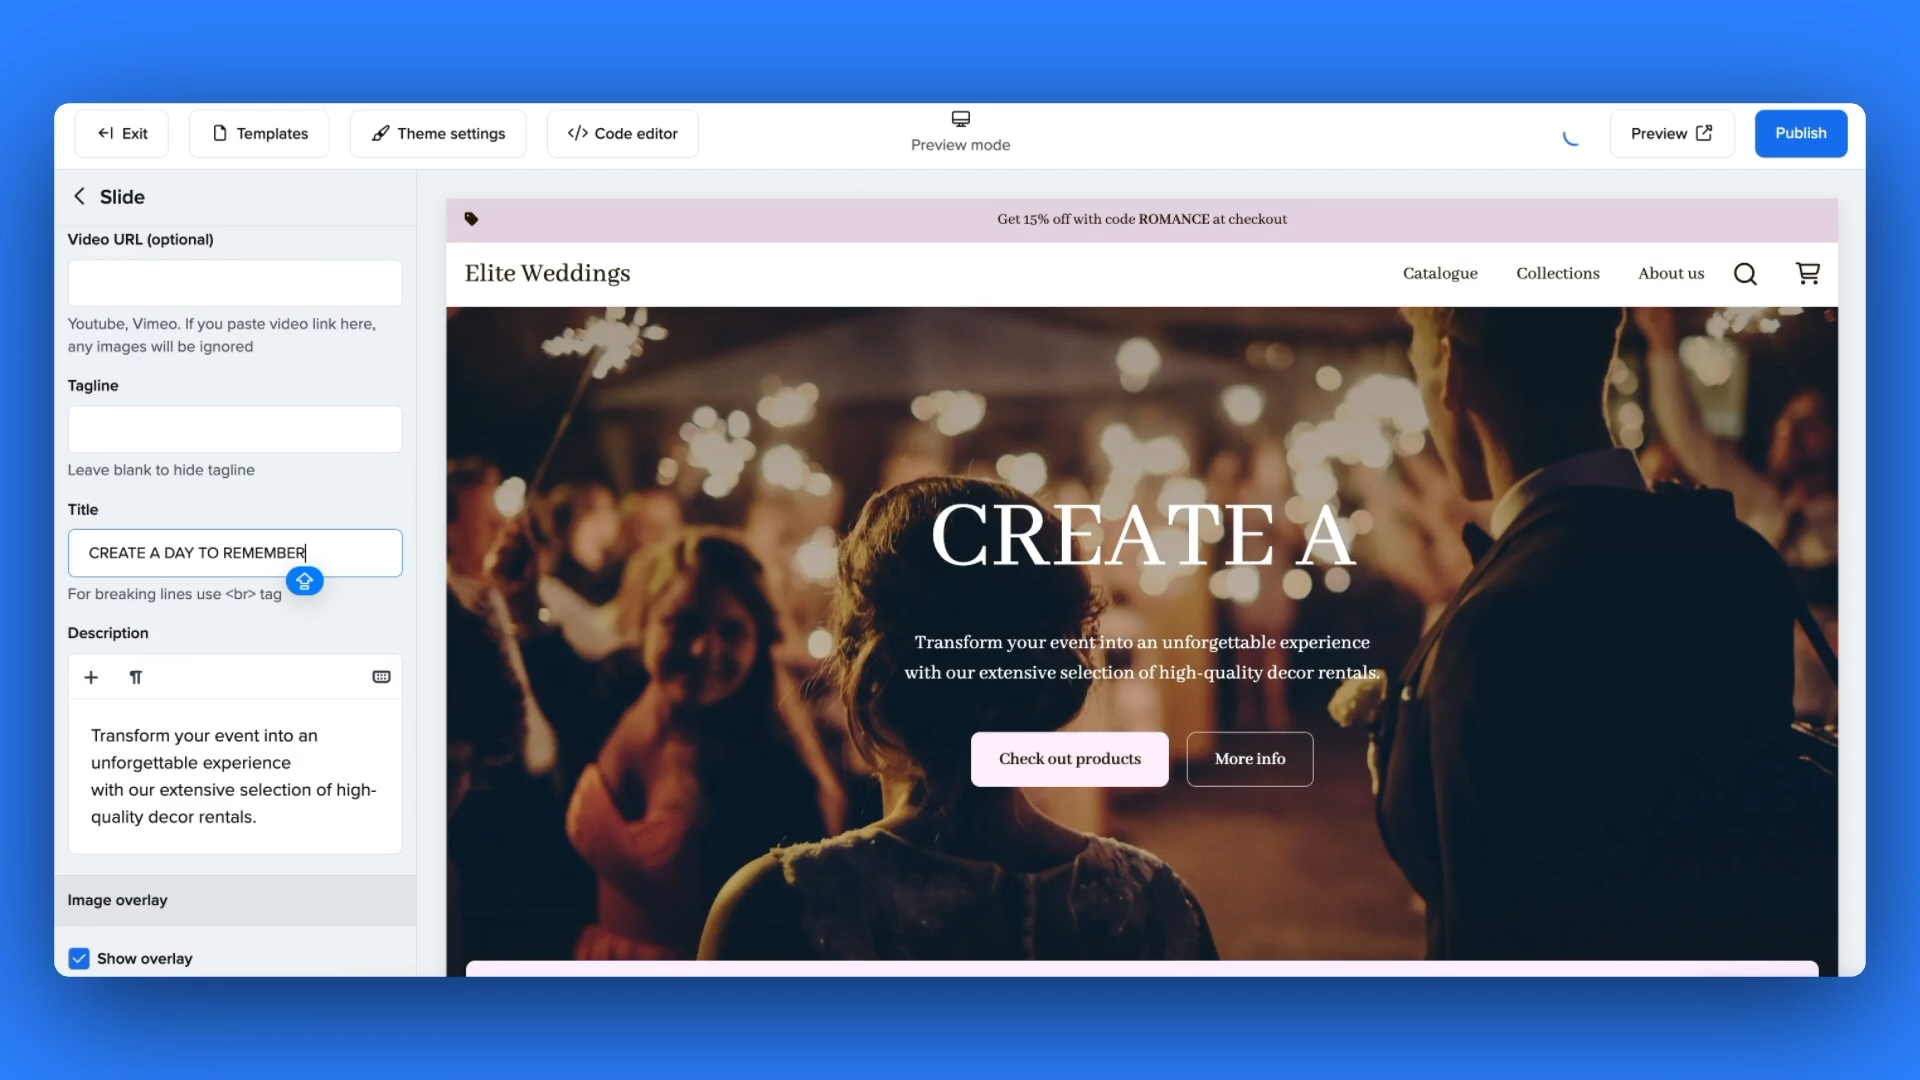 Exit
Templates
Theme settings
</> Code editor
Preview mode
Preview
Publish
Slide
Video URL (optional)
Youtube, Vimeo. If you paste video link here,
any images will be ignored
Tagline
Leave blank to hide tagline
Title
CREATE A DAY TO REMEMBER
For breaking lines use <br> tag
Description
Transform your event into an
unforgettable experience
with our extensive selection of high-
quality decor rentals.
Image overlay
Show overlay
Get 15% off with code ROMANCE at checkout
Elite Weddings
Catalogue
Collections
About us
CREATE A
Transform your event into an unforgettable experience
with our extensive selection of high-quality decor rentals.
Check out products
More info